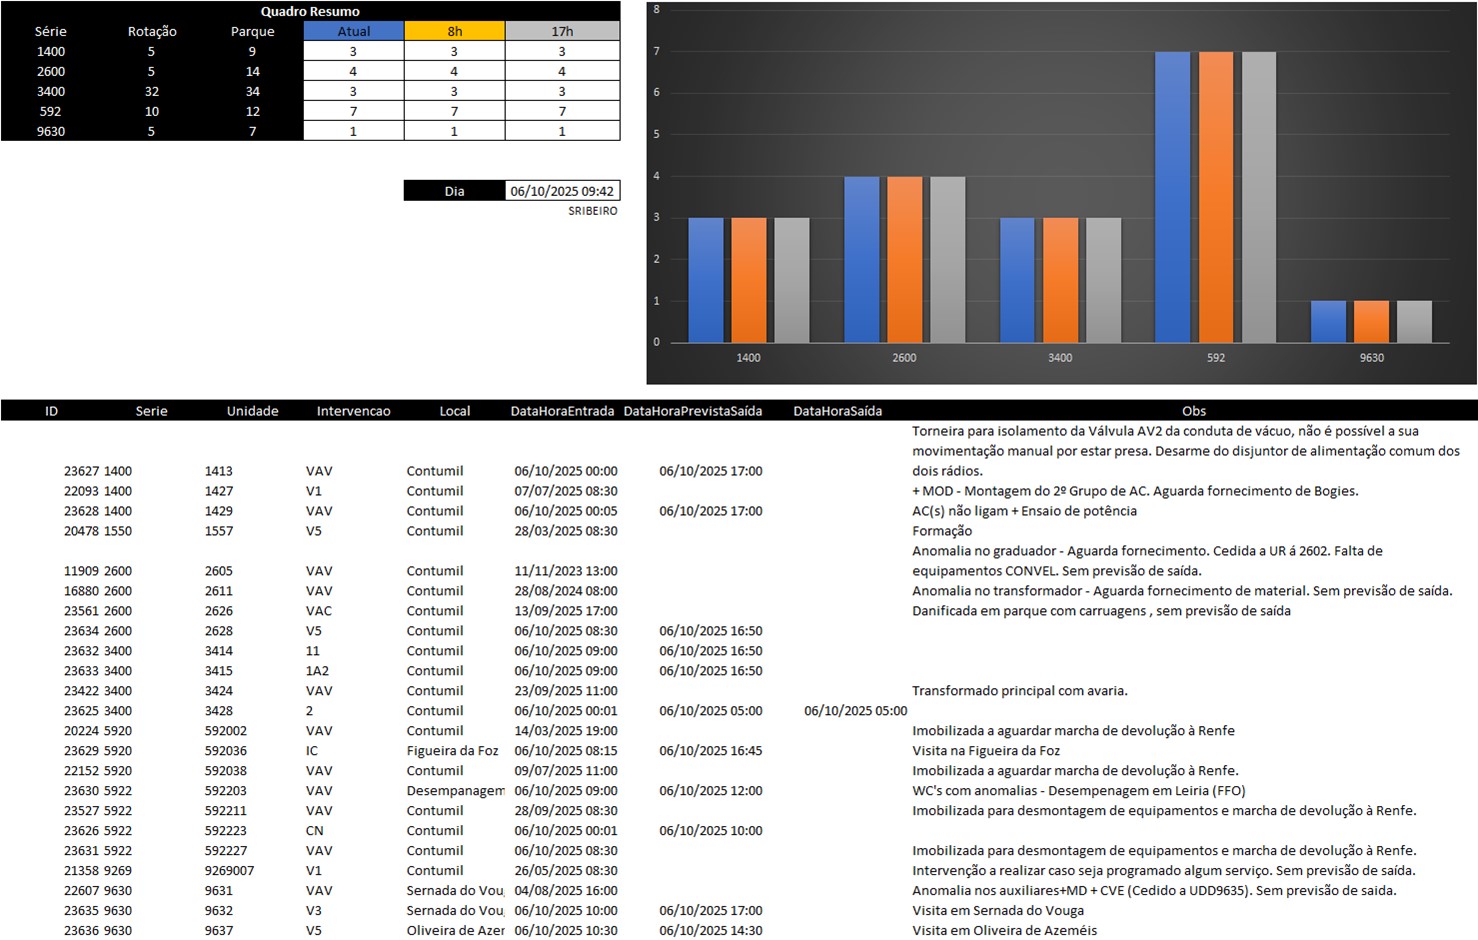 Quadro Resumo
Série Rotação Parque Atual 8h 17h
1400 5 9 3 3 3
2600 5 14 4 4 4
3400 32 34 3 3 3
592 10 12 7 7 7
9630 5 7 1 1 1
Dia 06/10/2025 09:42
SRIBEIRO
8
7
6
5
4
3
2
1
0
1400 2600 3400 592 9630
ID Serie Unidade Intervencao Local DataHoraEntrada DataHoraPrevistaSaída DataHoraSaída Obs
Torneira para isolamento da Válvula AV2 da conduta de vácuo, não é possível a sua
movimentação manual por estar presa. Desarme do disjuntor de alimentação comum dos
23627 1400 1413 VAV Contumil 06/10/2025 00:00 06/10/2025 17:00 dois rádios.
22093 1400 1427 V1 Contumil 07/07/2025 08:30 + MOD - Montagem do 2º Grupo de AC. Aguarda fornecimento de Bogies.
23628 1400 1429 VAV Contumil 06/10/2025 00:05 06/10/2025 17:00 AC(s) não ligam + Ensaio de potência
20478 1550 1557 V5 Contumil 28/03/2025 08:30 Formação
Anomalia no graduador - Aguarda fornecimento. Cedida a UR á 2602. Falta de
11909 2600 2605 VAV Contumil 11/11/2023 13:00 equipamentos CONVEL. Sem previsão de saída.
16880 2600 2611 VAV Contumil 28/08/2024 08:00 Anomalia no transformador - Aguarda fornecimento de material. Sem previsão de saída.
23561 2600 2626 VAC Contumil 13/09/2025 17:00 Danificada em parque com carruagens , sem previsão de saída
23634 2600 2628 V5 Contumil 06/10/2025 08:30 06/10/2025 16:50
23632 3400 3414 11 Contumil 06/10/2025 09:00 06/10/2025 16:50
23633 3400 3415 1A2 Contumil 06/10/2025 09:00 06/10/2025 16:50
23422 3400 3424 VAV Contumil 23/09/2025 11:00 Transformado principal com avaria.
23625 3400 3428 2 Contumil 06/10/2025 00:01 06/10/2025 05:00 06/10/2025 05:00
20224 5920 592002 VAV Contumil 14/03/2025 19:00 Imobilizada a aguardar marcha de devolução à Renfe
23629 5920 592036 IC Figueira da Foz 06/10/2025 08:15 06/10/2025 16:45 Visita na Figueira da Foz
22152 5920 592038 VAV Contumil 09/07/2025 11:00 Imobilizada a aguardar marcha de devolução à Renfe.
23630 5922 592203 VAV Desempanagem 06/10/2025 09:00 06/10/2025 12:00 WC's com anomalias - Desempenagem em Leiria (FFO)
23527 5922 592211 VAV Contumil 28/09/2025 08:30 Imobilizada para desmontagem de equipamentos e marcha de devolução à Renfe.
23626 5922 592223 CN Contumil 06/10/2025 00:01 06/10/2025 10:00
23631 5922 592227 VAV Contumil 06/10/2025 08:30 Imobilizada para desmontagem de equipamentos e marcha de devolução à Renfe.
21358 9269 9269007 V1 Contumil 26/05/2025 08:30 Intervenção a realizar caso seja programado algum serviço. Sem previsão de saída.
22607 9630 9631 VAV Sernada do Vou 04/08/2025 16:00 Anomalia nos auxiliares+MD + CVE (Cedido a UDD9635). Sem previsão de saida.
23635 9630 9632 V3 Sernada do Vou 06/10/2025 10:00 06/10/2025 17:00 Visita em Sernada do Vouga
23636 9630 9637 V5 Oliveira de Azer 06/10/2025 10:30 06/10/2025 14:30 Visita em Oliveira de Azeméis